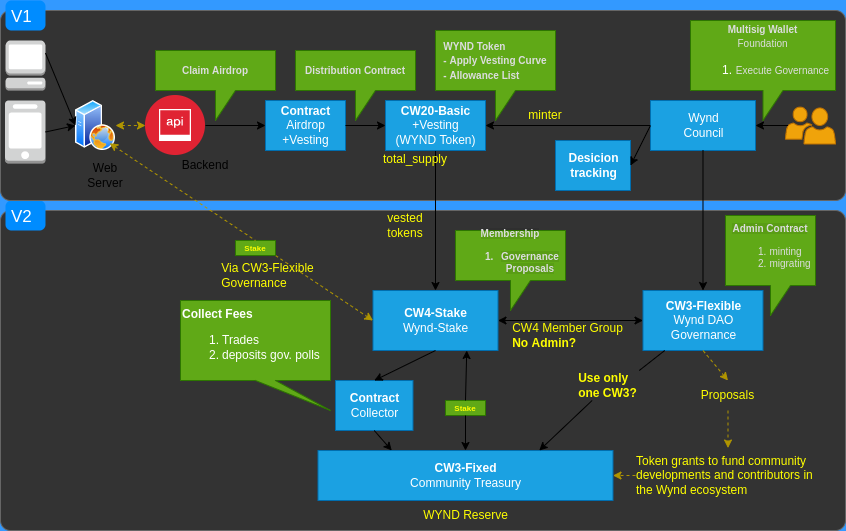 V1
Multisig Wallet
Foundation
1. Execute Governance
WYND Token
- Apply Vesting Curve
- Allowance List
Claim Airdrop
Distribution Contract
api
Contract
Airdrop
+Vesting
CW20-Basic
+Vesting
(WYND Token)
minter
Wynd
Council
Web
Server
Backend
total_supply
Desicion
tracking
V2
vested
tokens
Stake
Via CW3-Flexible
Governance
Membership
1. Governance
Proposals
Admin Contract
1. minting
2. migrating
Collect Fees
1. Trades
2. deposits gov. polls
CW4-Stake
Wynd-Stake
CW4 Member Group
No Admin?
CW3-Flexible
Wynd DAO
Governance
Contract
Collector
Stake
Use only
one CW3?
Proposals
CW3-Fixed
Community Treasury
Token grants to fund community
developments and contributors in
the Wynd ecosystem
WYND Reserve